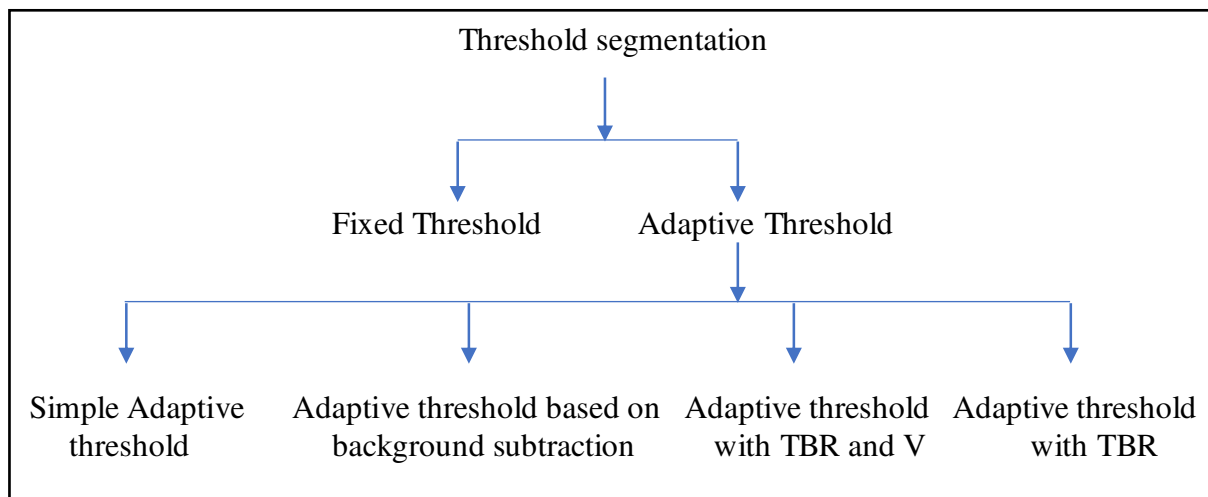 Threshold segmentation
Fixed Threshold
Adaptive Threshold
Simple Adaptive
threshold
Adaptive threshold based on
background subtraction
Adaptive threshold
with TBR and V
Adaptive threshold
with TBR